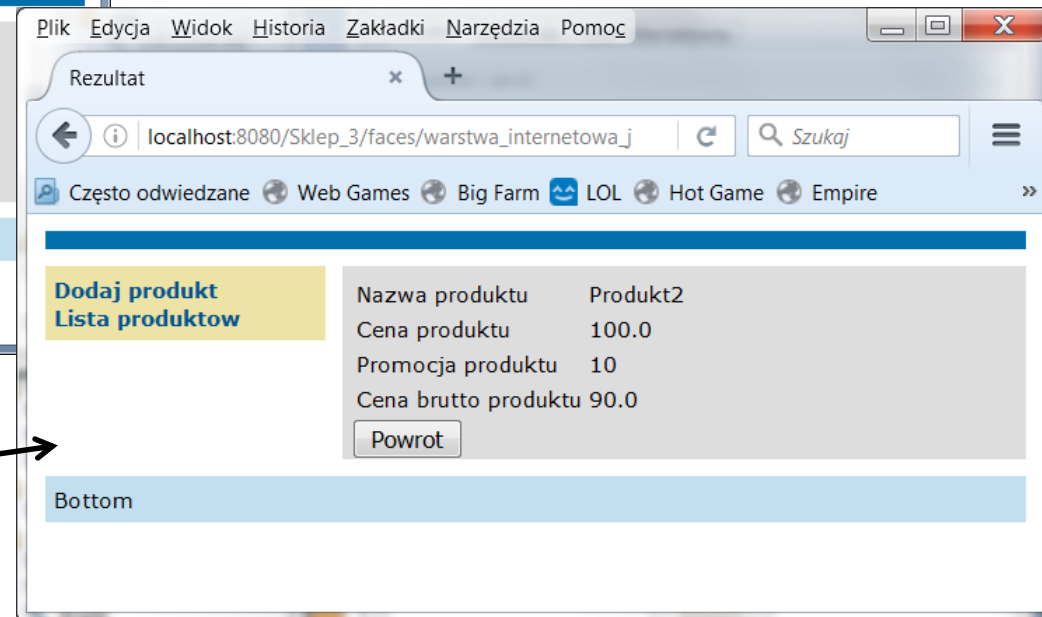 Plik Edycja Widok Historia Zakładki Narzędzia Pomoc
Rezultat
localhost:8080/Sklep_3/faces/warstwa_internetowa_j
Szukaj
Często odwiedzane Web Games Big Farm LOL Hot Game Empire
Dodaj produkt
Lista produktow
Nazwa produktu Produkt2
Cena produktu 100.0
Promocja produktu 10
Cena brutto produktu 90.0
Powrot
Bottom